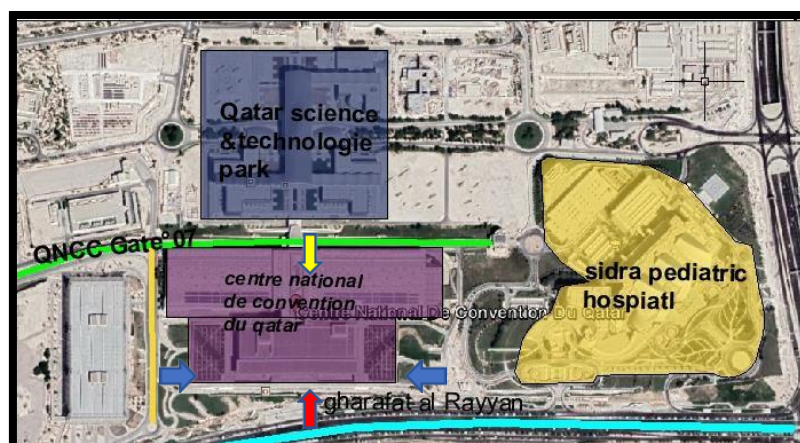 Qatar science
&technologie
park
QNCC Gate°07
centre national
de convention
du qatar
Centre National De Convention Du Qatar
sidra pediatric
hospiatl
gharafat al Rayyan